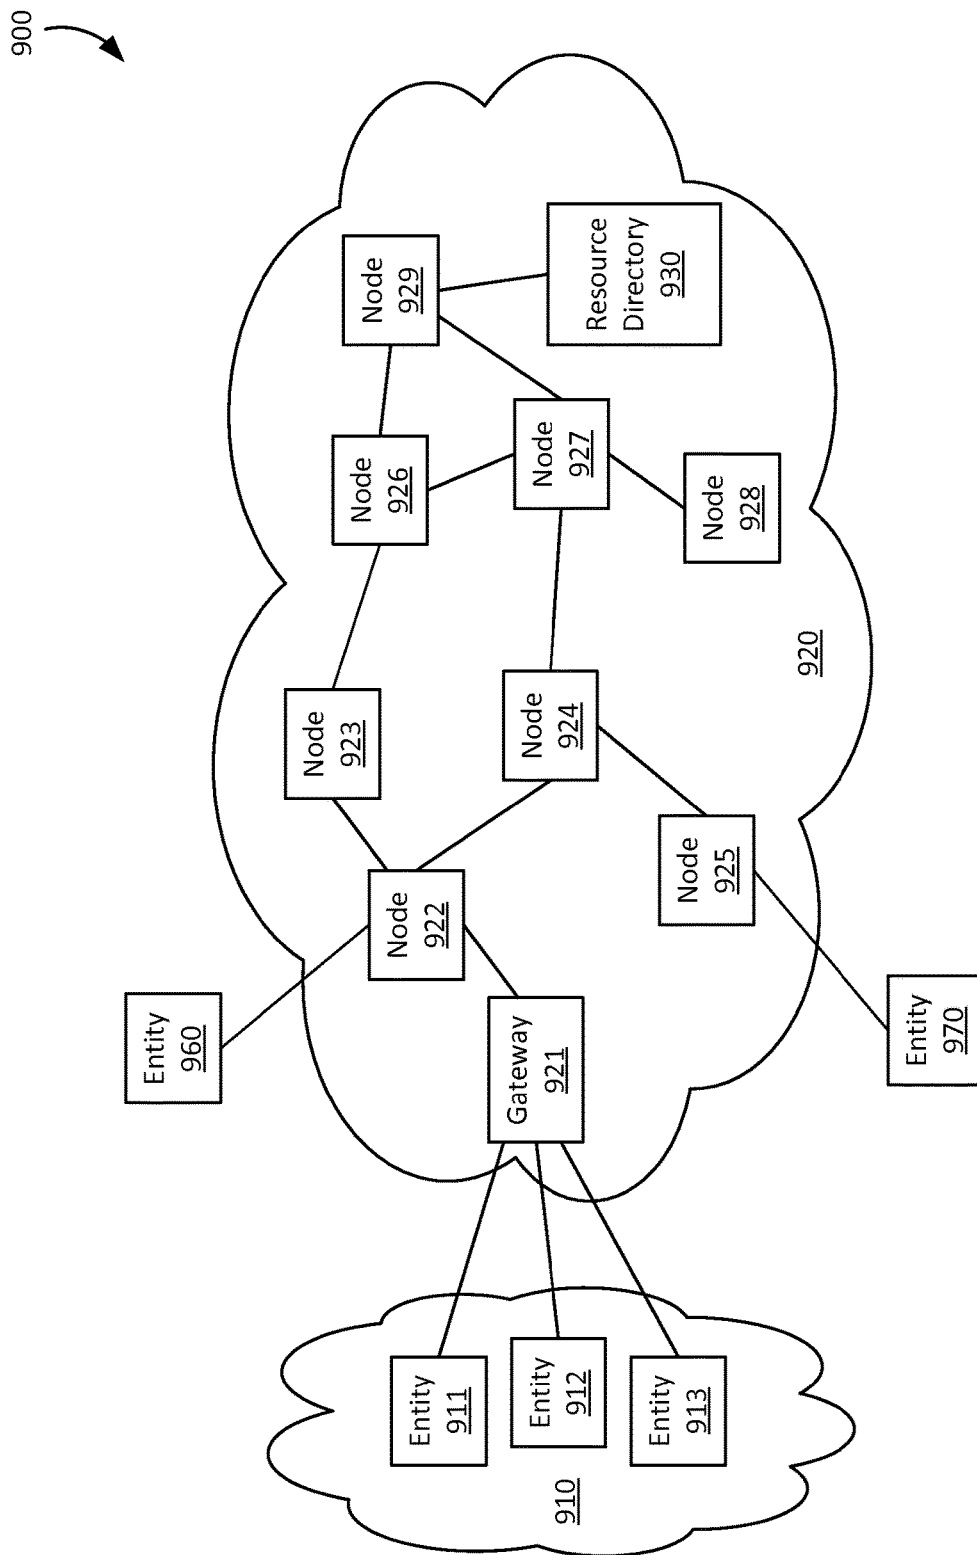 900
Entity
960
Node
923
Node
926
Node
929
Node
922
Entity
911
Gateway
921
Node
924
Node
927
Resource
Directory
930
Entity
912
Entity
913
Node
925
Node
928
910
920
Entity
970